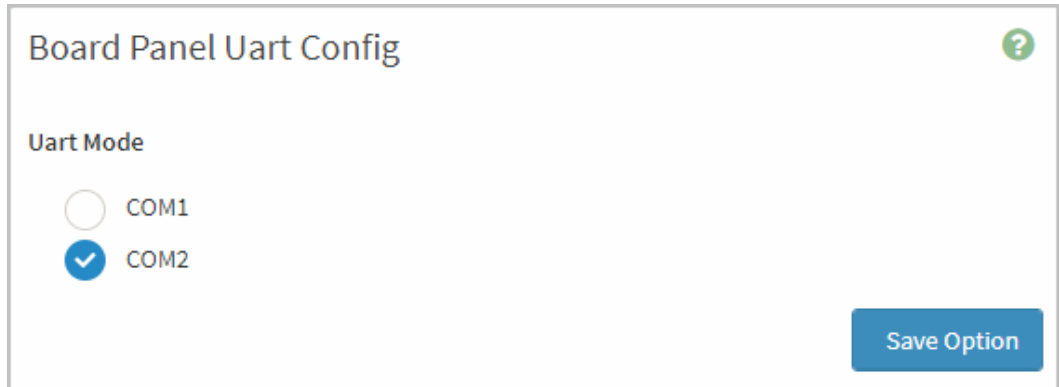 Board Panel Uart Config
?
Uart Mode
COM1
COM2
Save Option